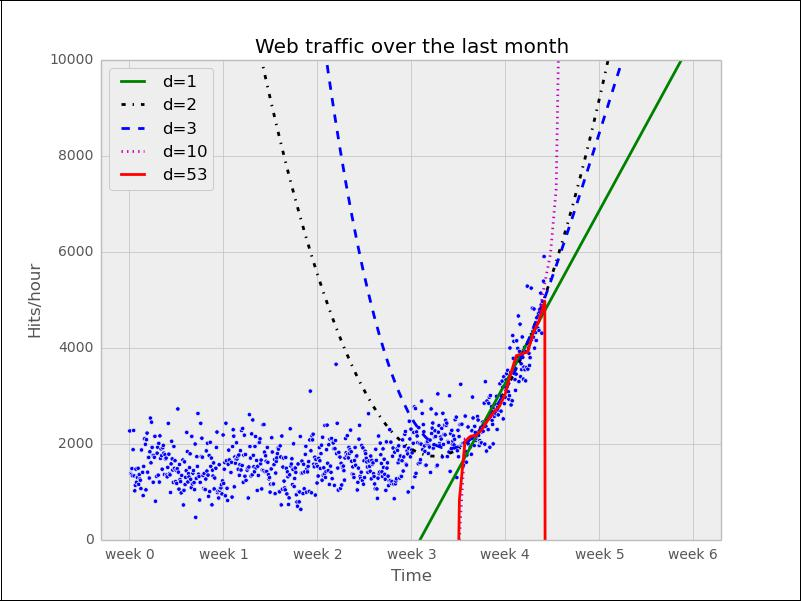 Web traffic over the last month
10000
8000
6000
4000
2000
0
Hits/hour
d=1
d=2
d=3
d=10
d=53
week 0 week 1 week 2 week 3 week 4 week 5 week 6
Time